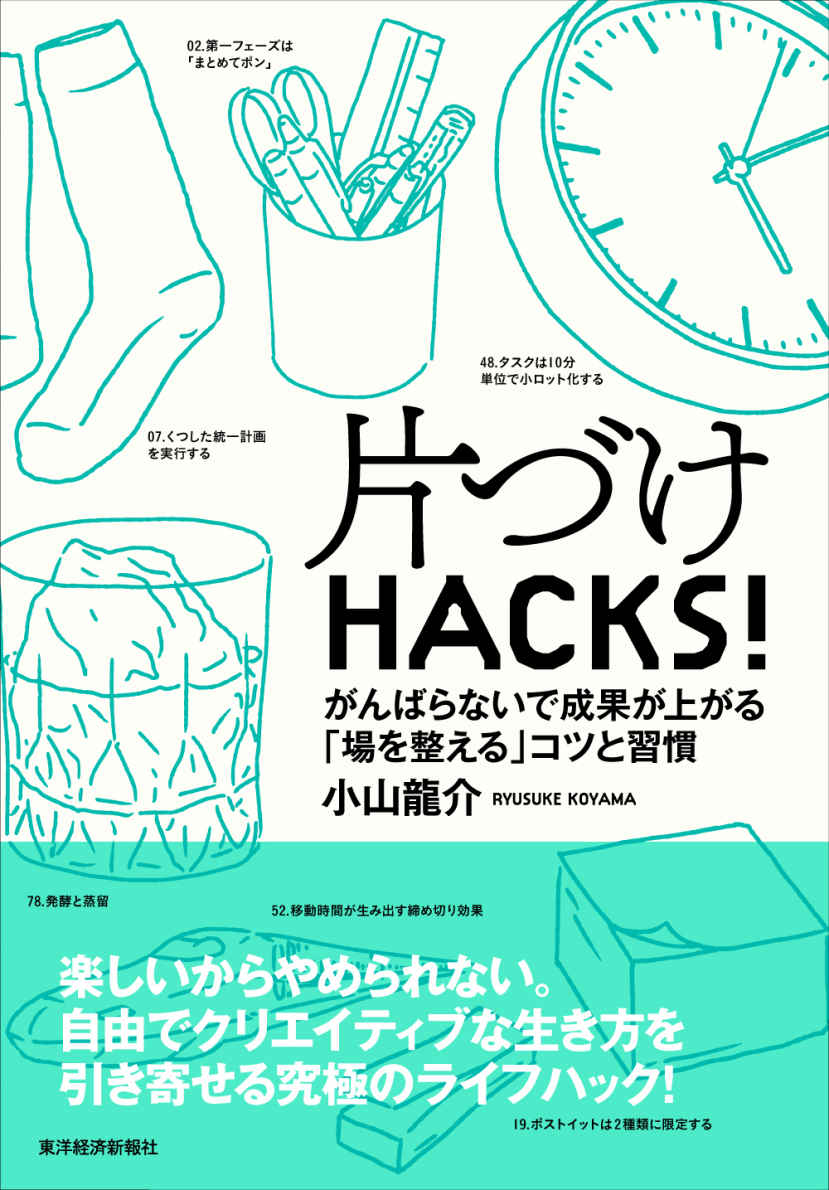 02.第一フェーズは
「まとめてポン」
48.タスクは10分
単位で小ロット化する
07.くつした統一計画
を実行する
片づけ
HACKS!
がんばらないで成果が上がる
「場を整える」コツと習慣
小山龍介 RYUSUKE KOYAMA
78.発酵と蒸留
52.移動時間が生み出す締め切り効果
楽しいからやめられない。
自由でクリエイティブな生き方を
引き寄せる究極のライフハック!
19.ポストイットは2種類に限定する
東洋経済新報社